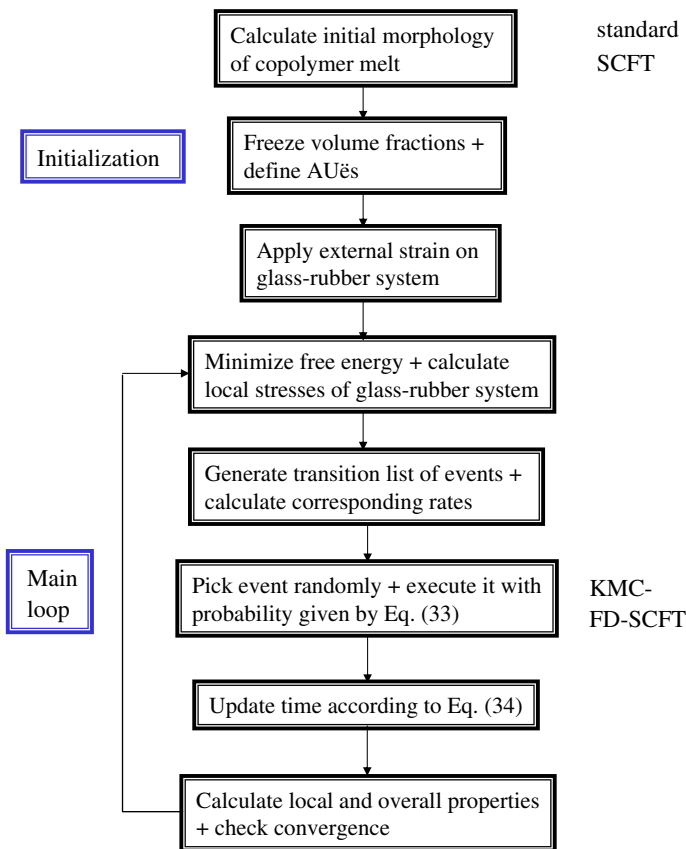 Calculate initial morphology
of copolymer melt
standard
SCFT
Initialization
Freeze volume fractions +
define AUës
Apply external strain on
glass-rubber system
Minimize free energy + calculate
local stresses of glass-rubber system
Generate transition list of events +
calculate corresponding rates
Main
loop
Pick event randomly + execute it with
probability given by Eq. (33)
KMC-
FD-SCFT
Update time according to Eq. (34)
Calculate local and overall properties
+ check convergence